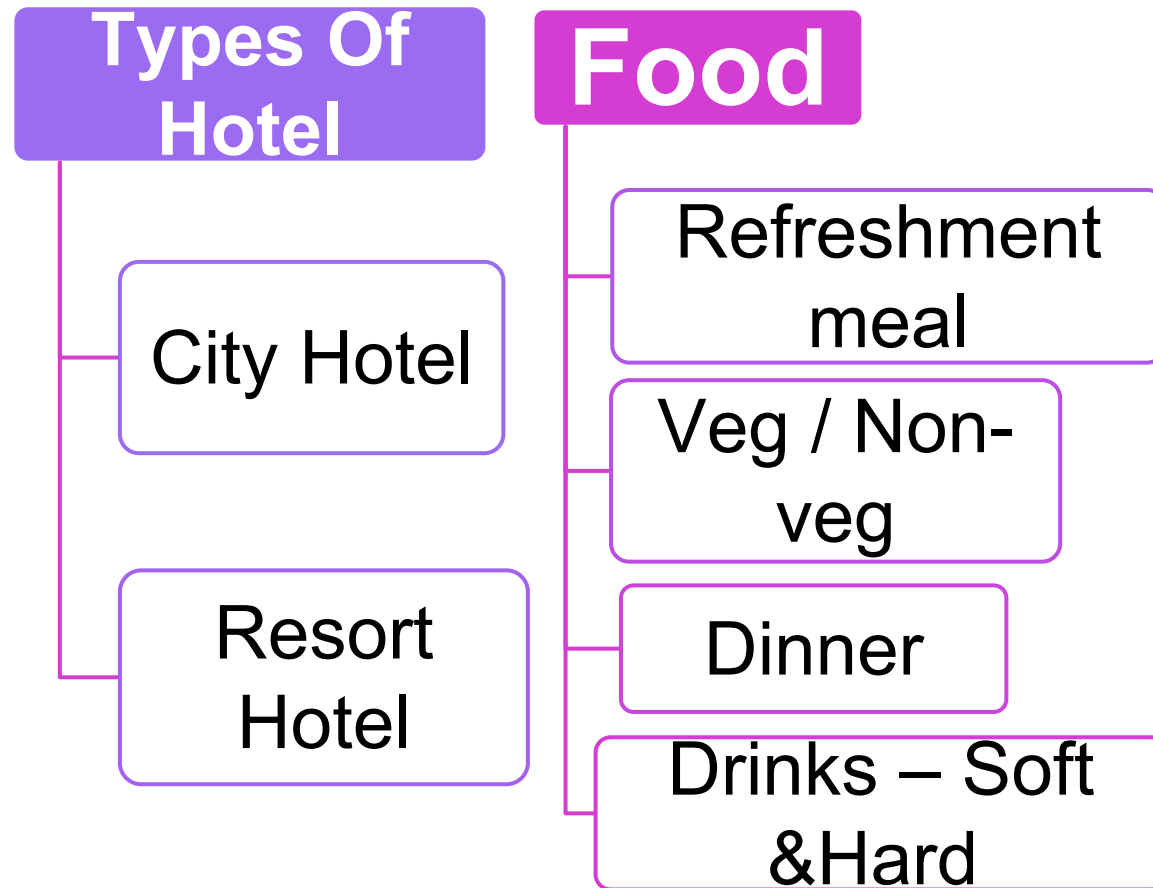 Types Of
Hotel
City Hotel
Resort
Hotel
Food
Refreshment
meal
Veg / Non-
veg
Dinner
Drinks – Soft
&Hard